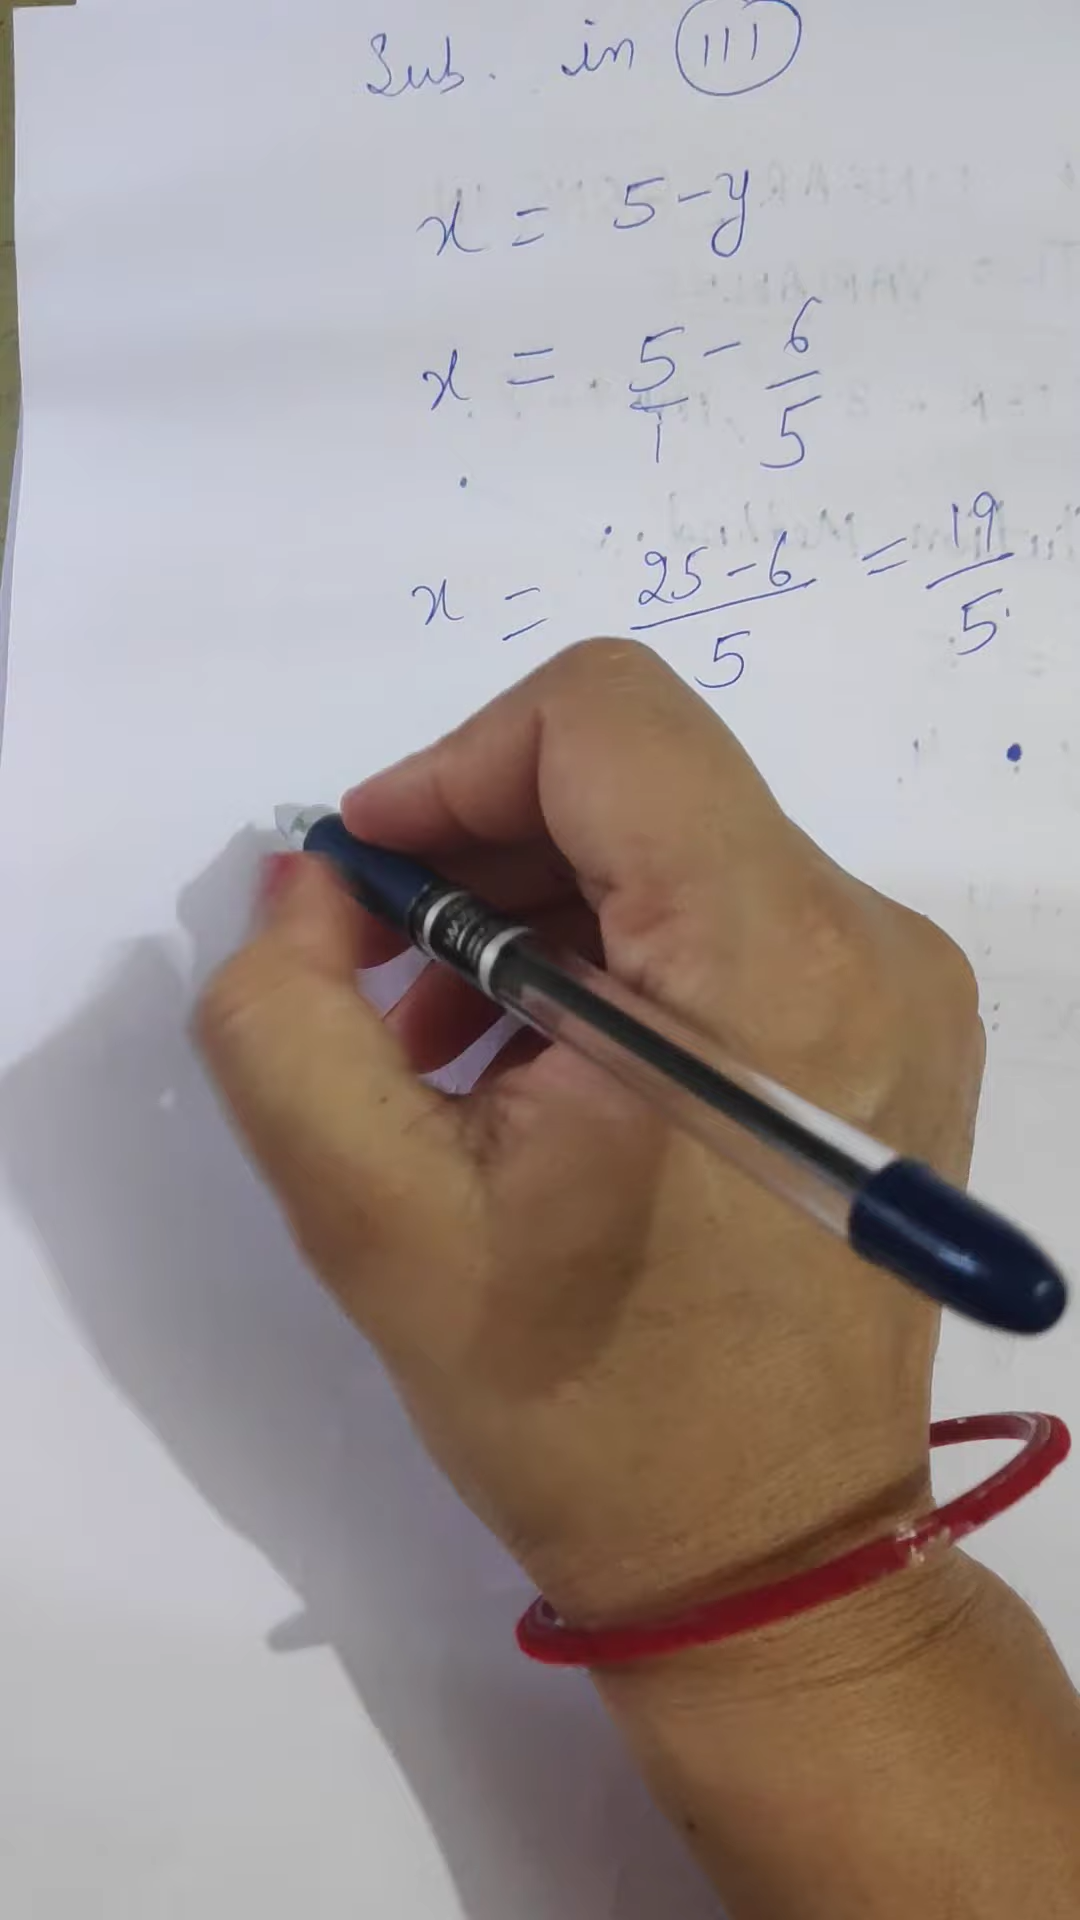 Sub. in (III)
x = 5 - y
x = 5/1 - 6/5
x = 25-6/5 = 19/5